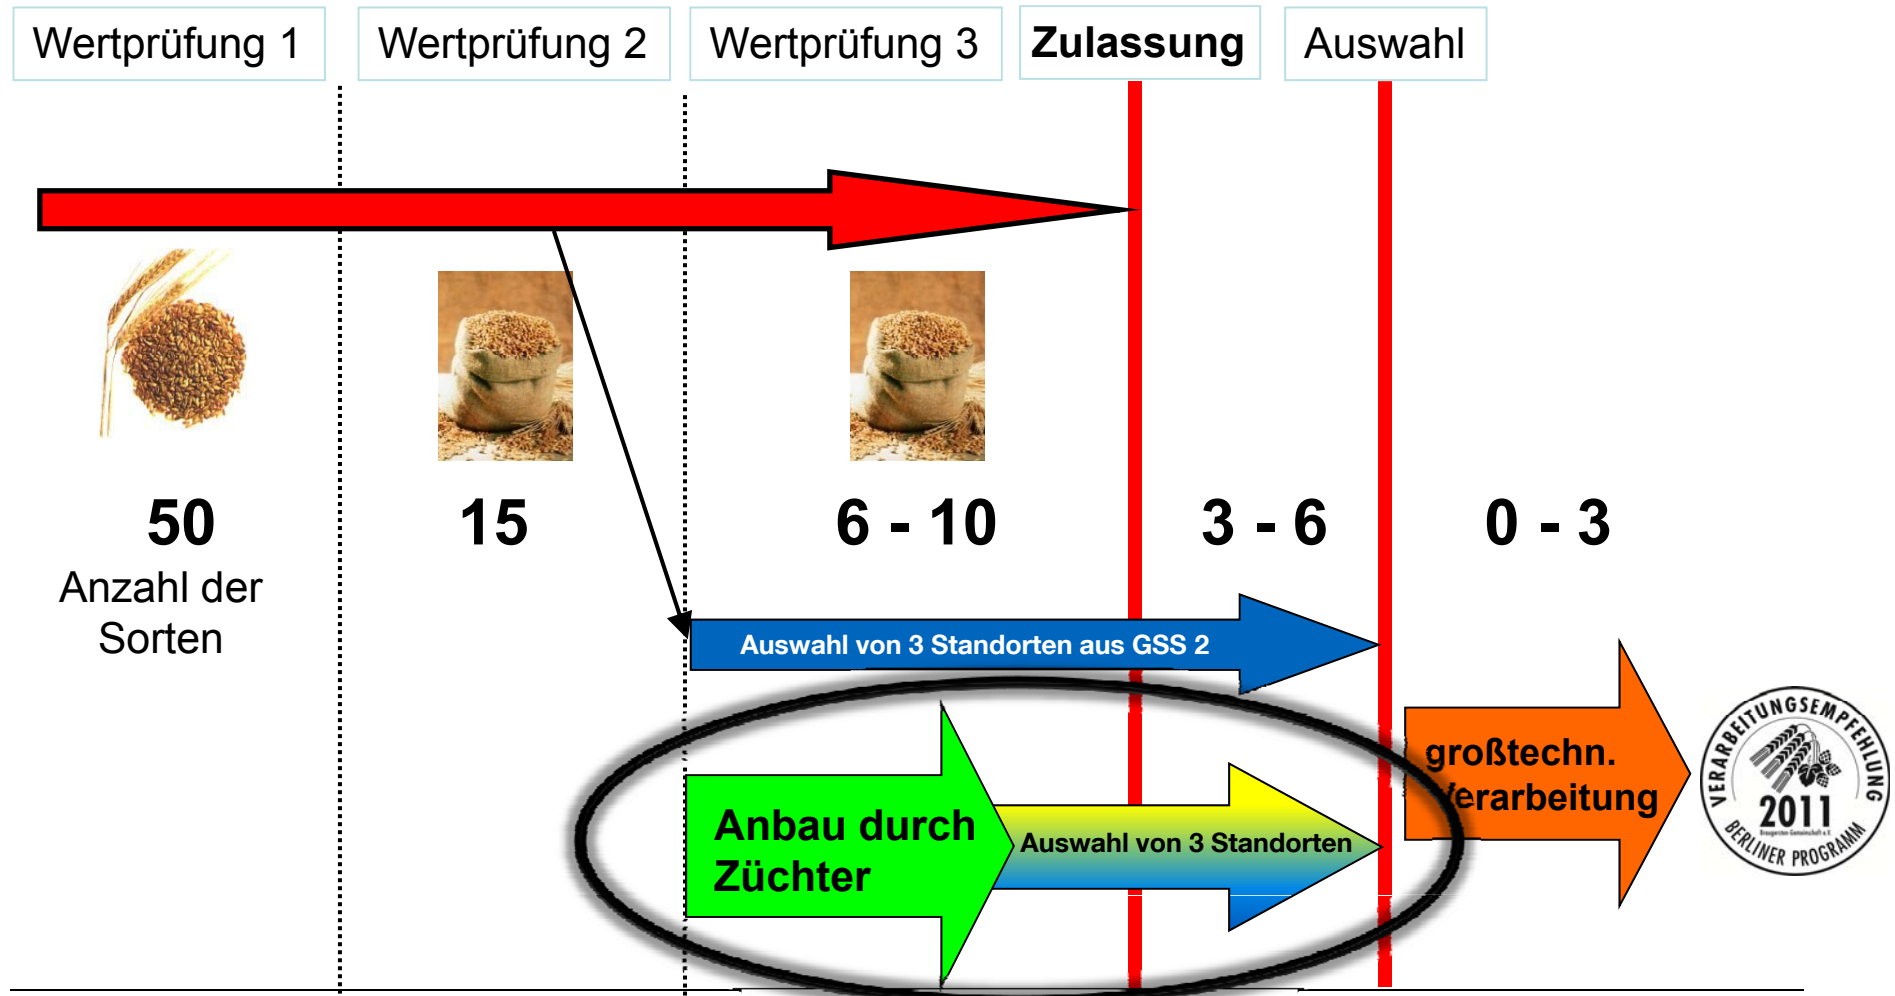 Wertprüfung 1
Wertprüfung 2
Wertprüfung 3
Zulassung
Auswahl
50
15
6 - 10
3 - 6
0 - 3
Anzahl der
Sorten
Auswahl von 3 Standorten aus GSS 2
Anbau durch
Züchter
Auswahl von 3 Standorten
großtechn.
Verarbeitung
VERARBEITUNGSEMPFEHLUNG
2011
Braugersten-Gemeinschaft e.V.
BERLINER PROGRAMM